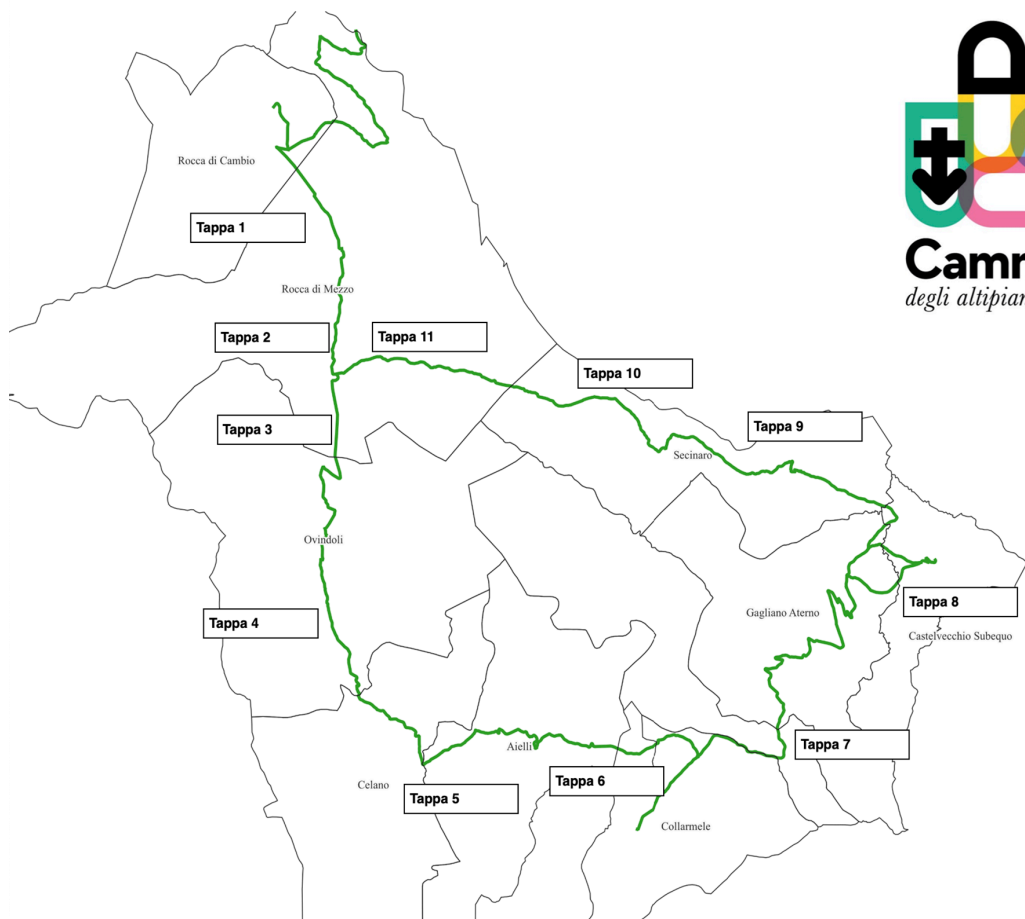 Rocca di Cambio
Tappa 1
Rocca di Mezzo
Tappa 2
Tappa 11
Tappa 10
Tappa 3
Tappa 9
Secinaro
Ovindoli
Tappa 4
Gagliano Aterno
Tappa 8
Castelvecchio Subequo
Aielli
Tappa 7
Celano
Tappa 5
Tappa 6
Collarmele
degli altipian